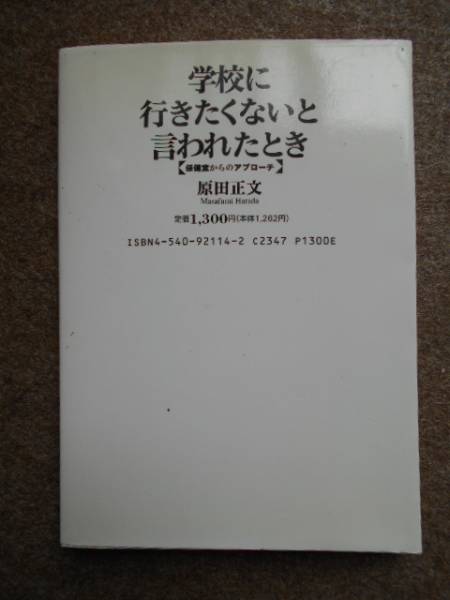 学校に
行きたくないと
言われたとき
【保健室からのアプローチ】
原田正文
Masafumi Harada
定価1,300円(本体1,262円)
ISBN4-540-92114-2 C2347 P1300E